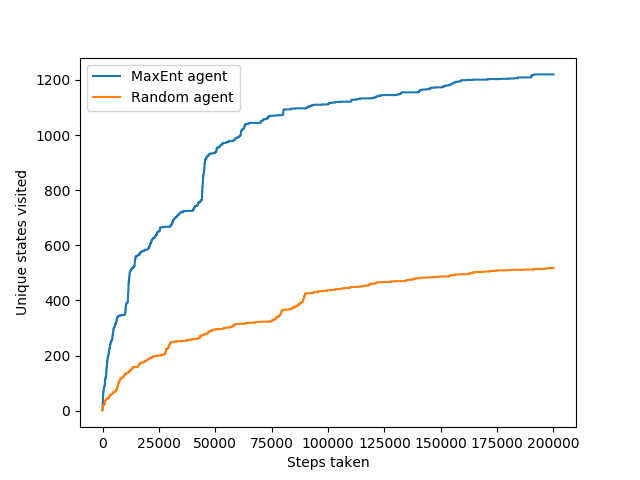 MaxEnt agent
Random agent
Unique states visited
1200
1000
800
600
400
200
0
0 25000 50000 75000 100000 125000 150000 175000 200000
Steps taken